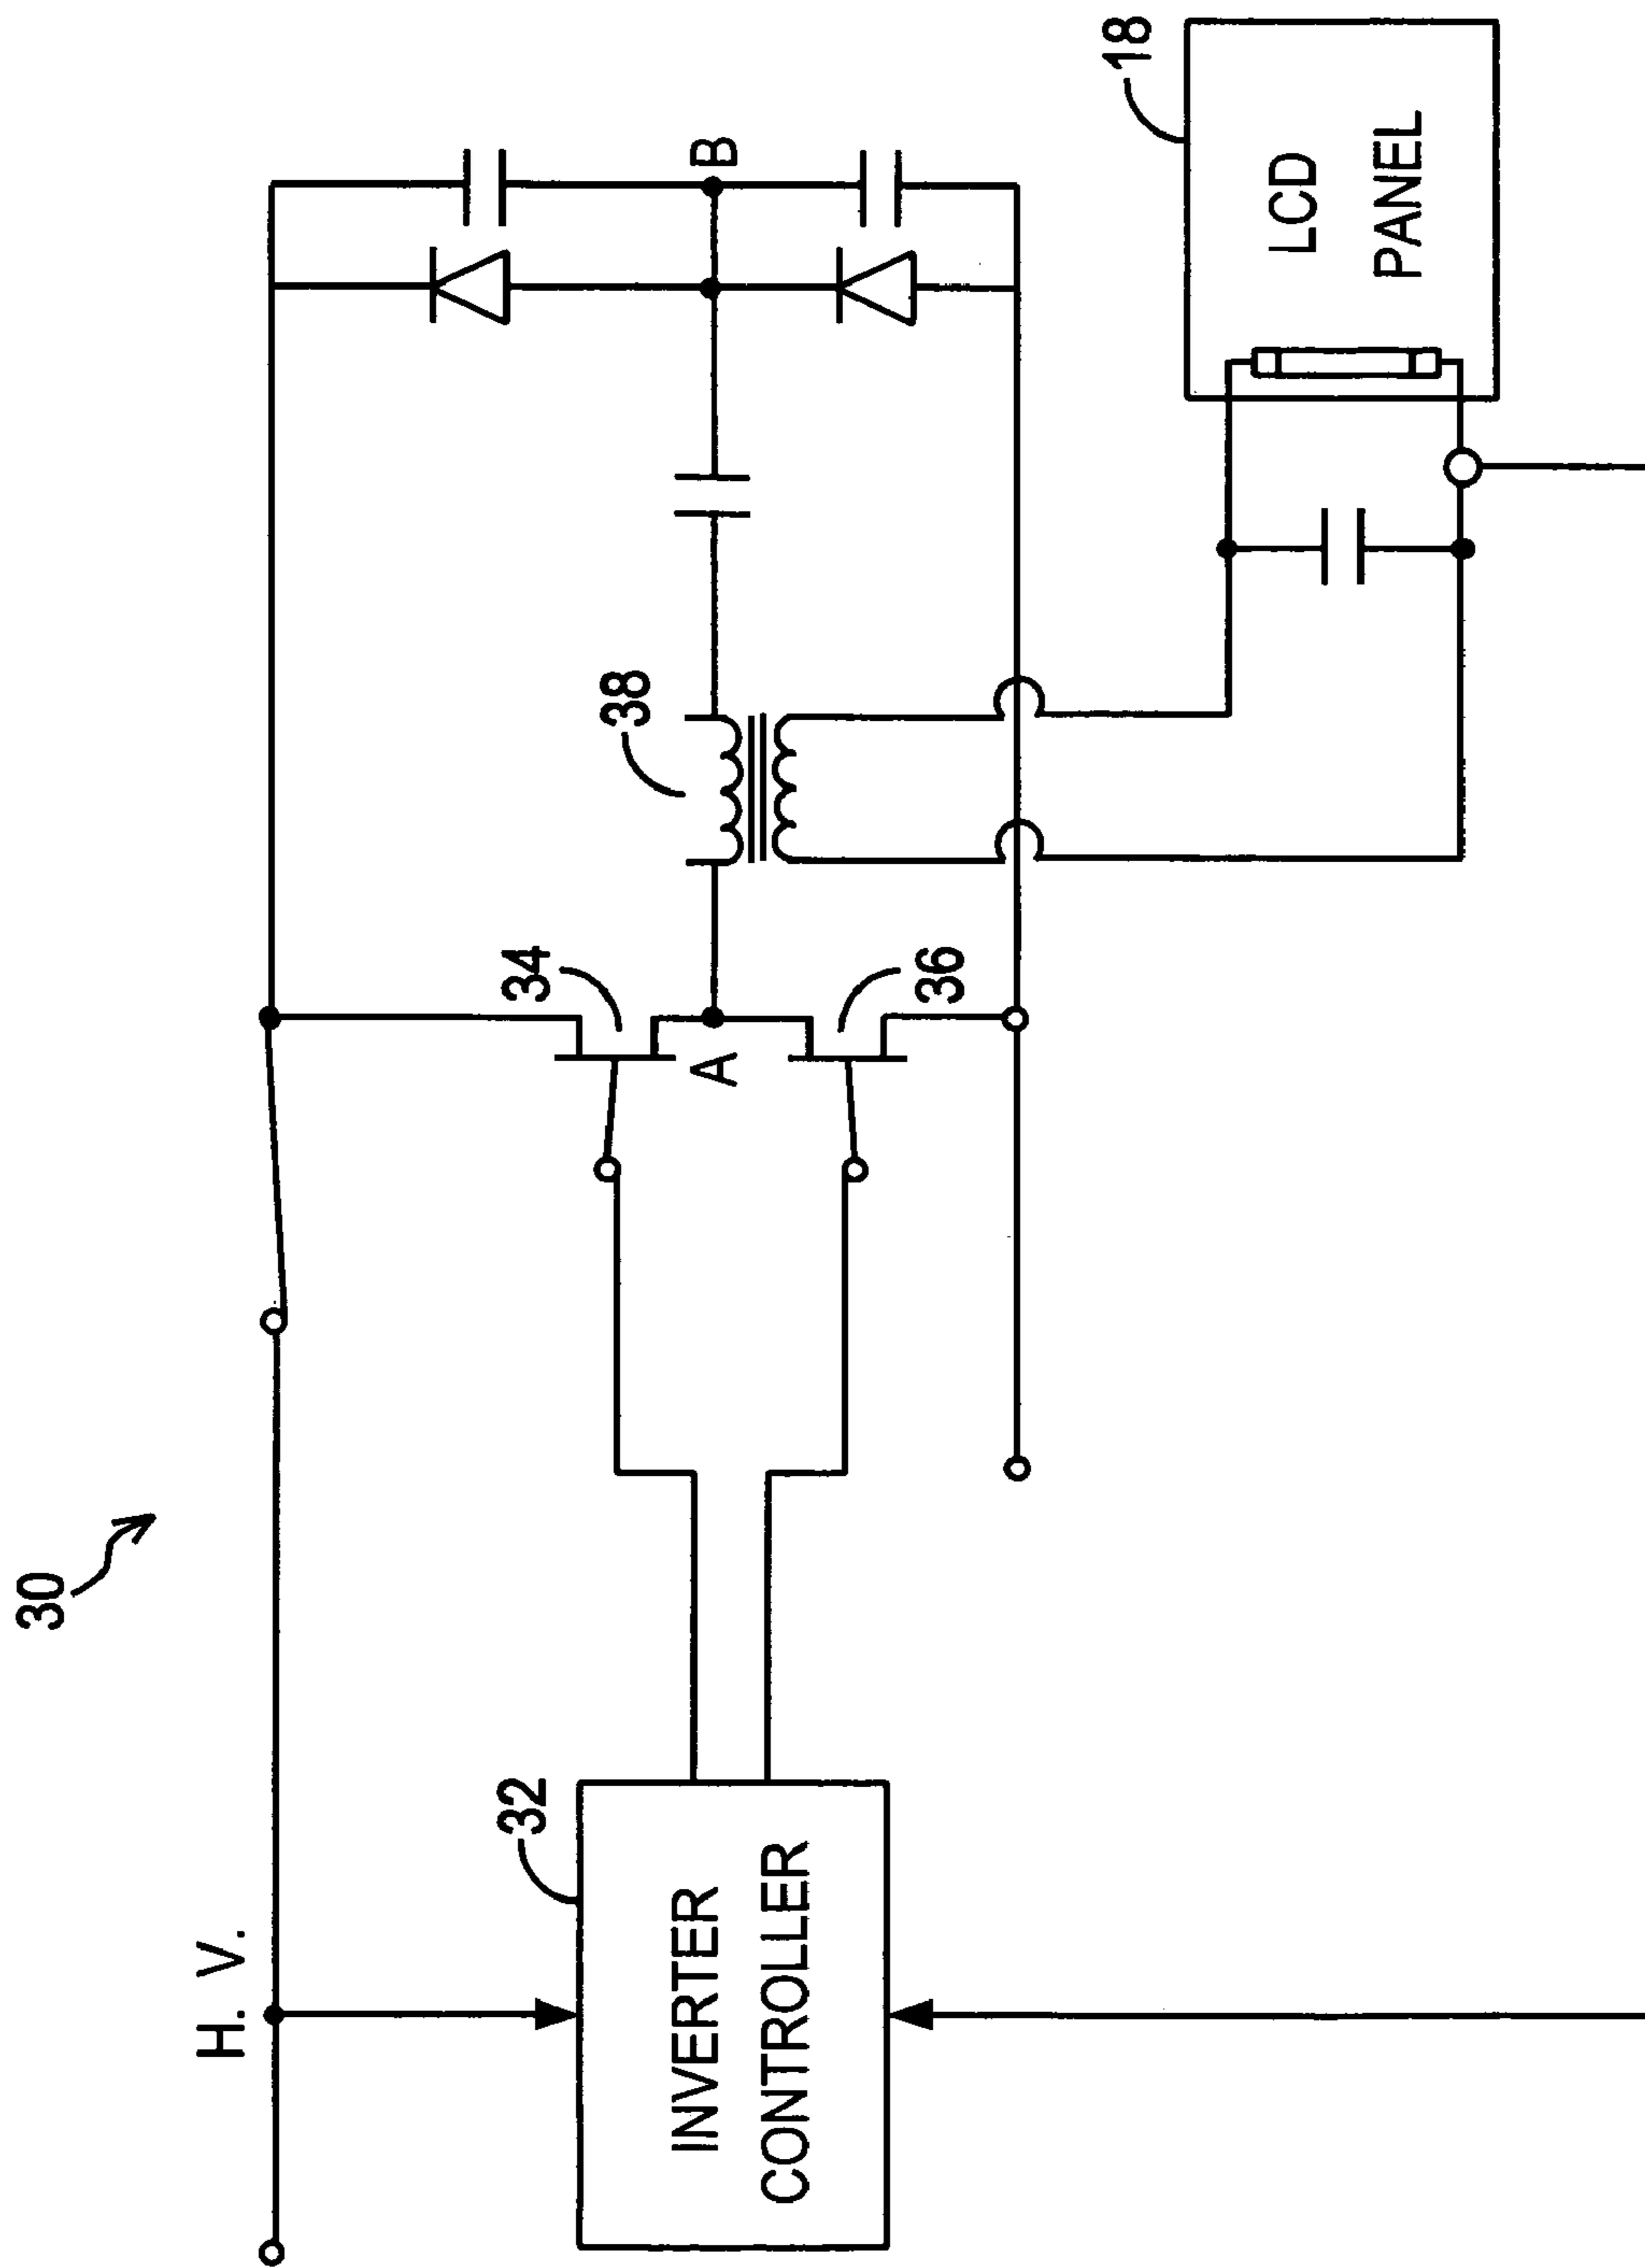 30
H. V.
32
INVERTER
CONTROLLER
34
A
36
38
B
18
LCD
PANEL